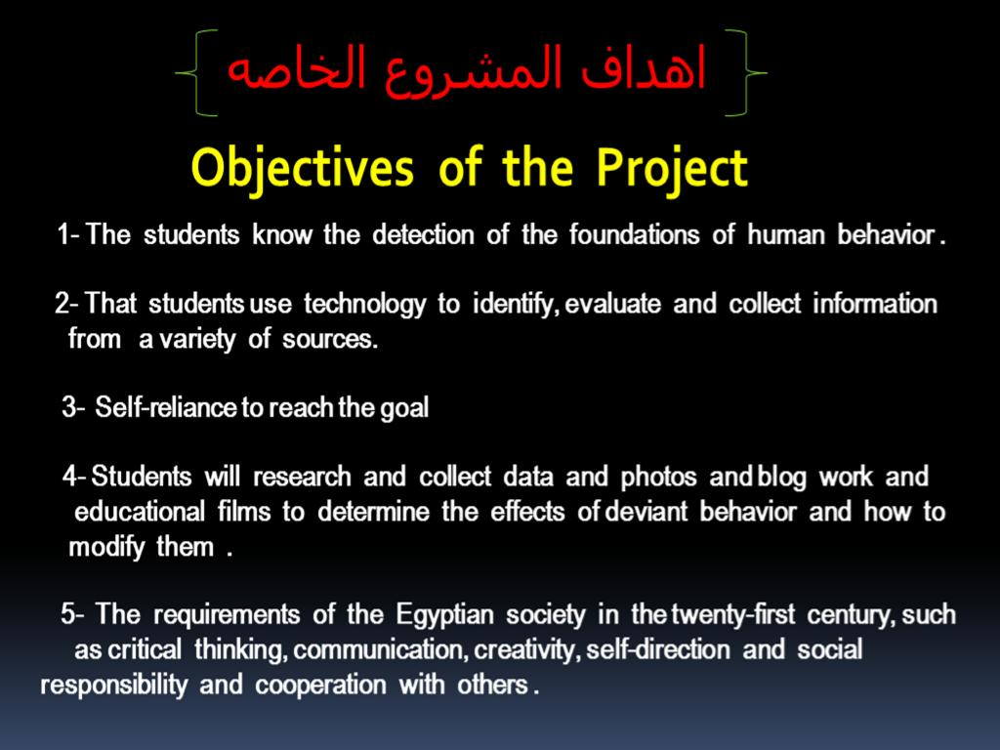 اهداف المشروع الخاصه
Objectives of the Project
1- The students know the detection of the foundations of human behavior .
2- That students use technology to identify, evaluate and collect information
from a variety of sources.
3- Self-reliance to reach the goal
4- Students will research and collect data and photos and blog work and
educational films to determine the effects of deviant behavior and how to
modify them .
5- The requirements of the Egyptian society in the twenty-first century, such
as critical thinking, communication, creativity, self-direction and social
responsibility and cooperation with others .